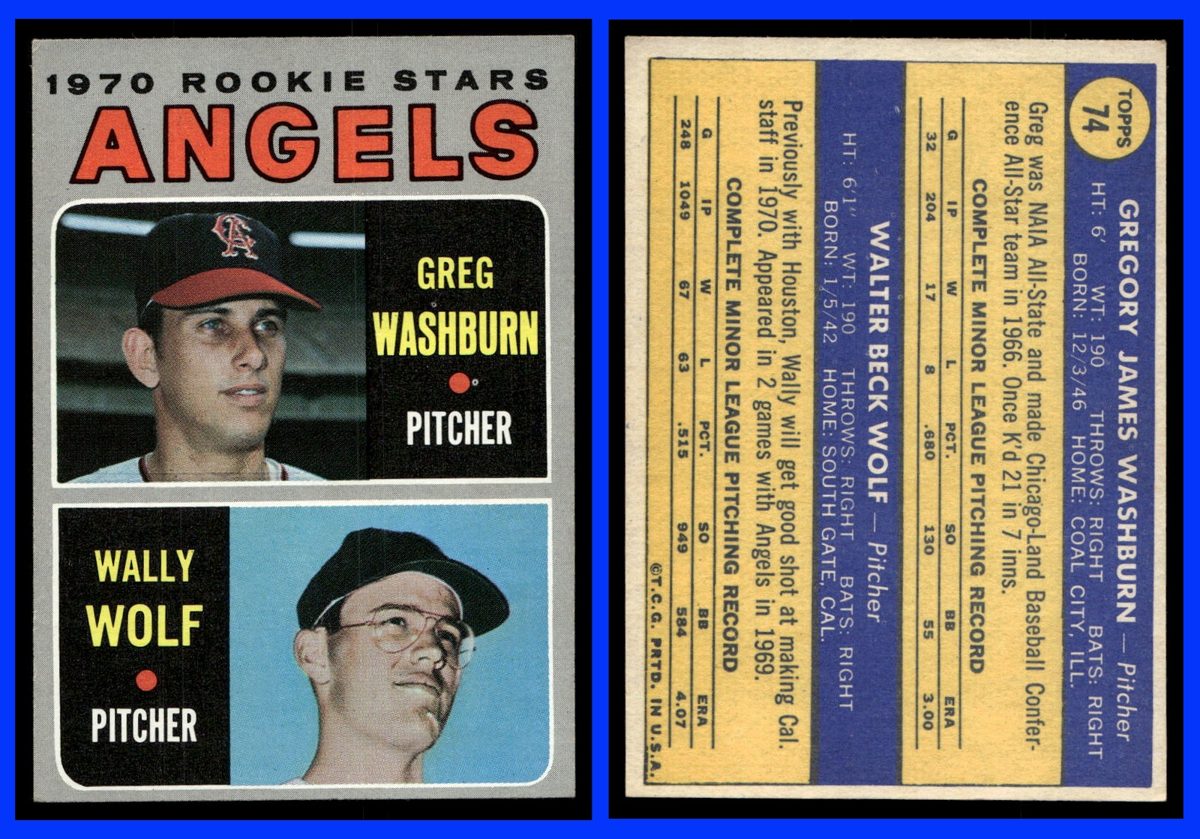 1970 ROOKIE STARS
ANGELS
CA
GREG
WASHBURN
PITCHER
WALLY
WOLF
PITCHER
TOPPS
74
GREGORY JAMES WASHBURN — Pitcher
HT: 6' WT: 190 THROWS: RIGHT BATS: RIGHT
BORN: 12/3/46 HOME: COAL CITY, ILL.
Greg was NAIA All-State and made Chicago-Land Baseball Confer-
ence All-Star team in 1966. Once K'd 21 in 7 inns.
COMPLETE MINOR LEAGUE PITCHING RECORD
G IP W L PCT. SO BB ERA
32 204 17 8 .680 130 55 3.00
WALTER BECK WOLF — Pitcher
HT: 6'1" WT: 190 THROWS: RIGHT BATS: RIGHT
BORN: 1/5/42 HOME: SOUTH GATE, CAL.
Previously with Houston, Wally will get good shot at making Cal.
staff in 1970. Appeared in 2 games with Angels in 1969.
COMPLETE MINOR LEAGUE PITCHING RECORD
G IP W L PCT. SO BB ERA
248 1049 67 63 .515 949 584 4.07
©T.C.G. PRTD. IN U.S.A.